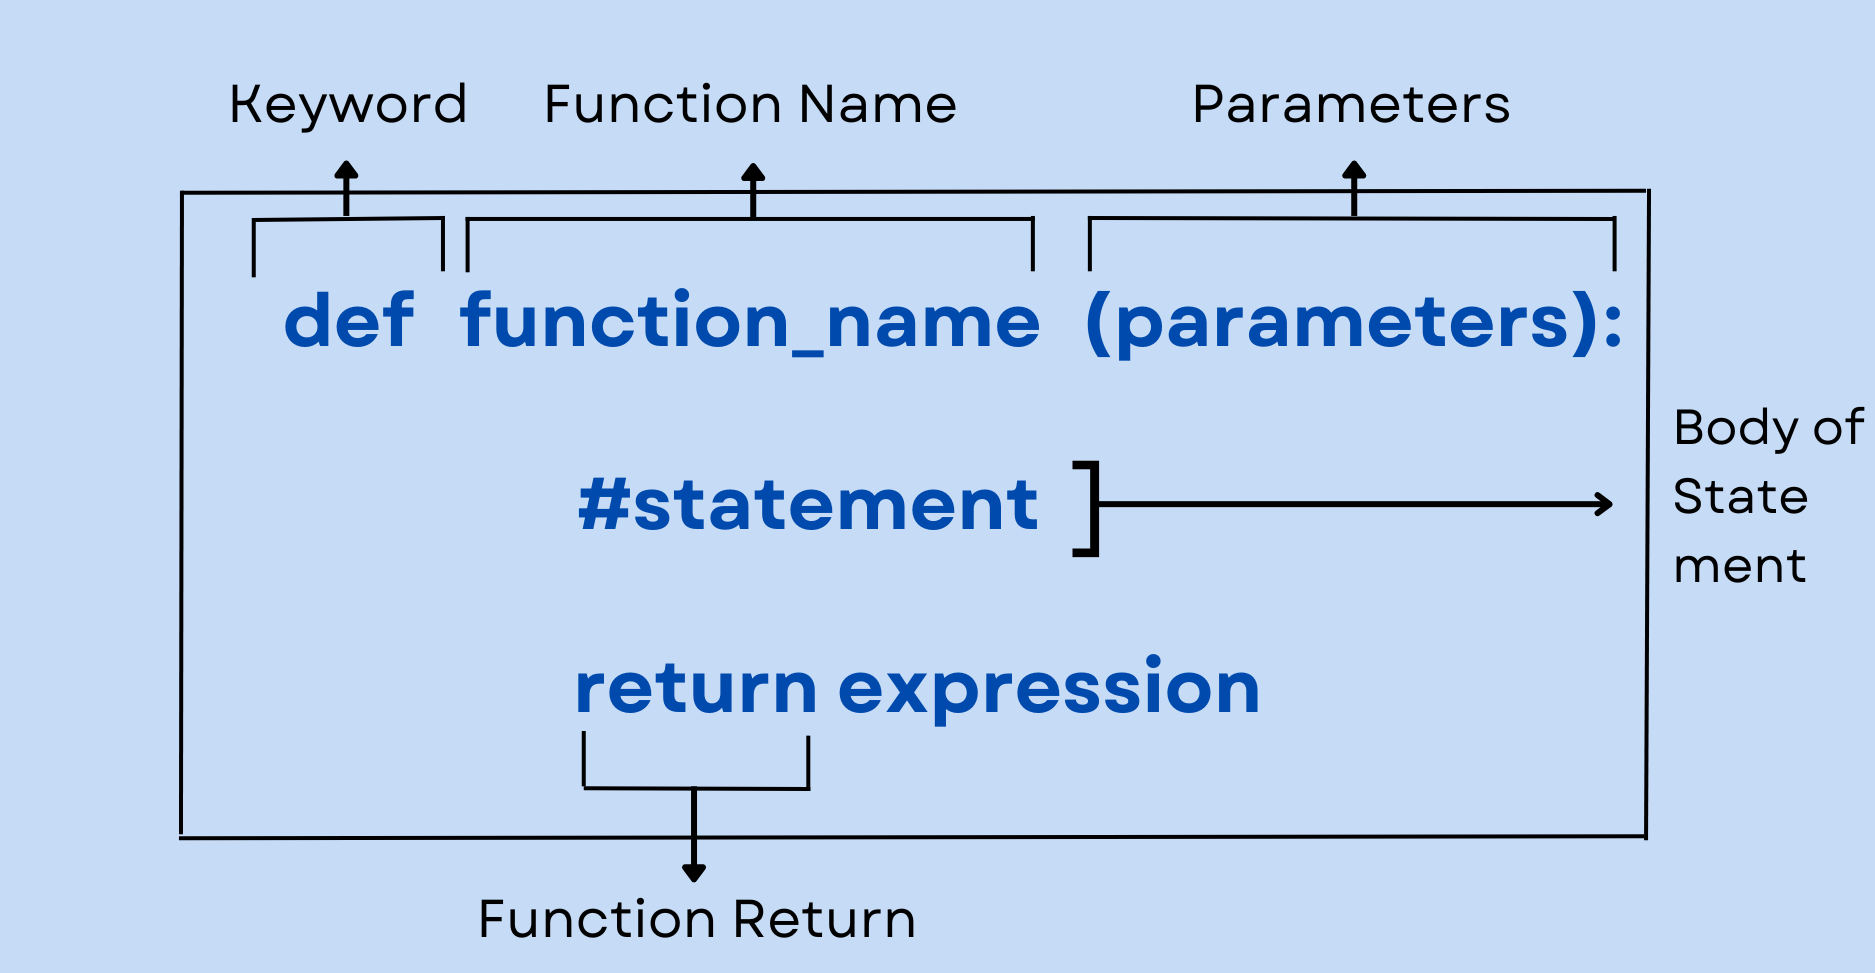 Keyword Function Name Parameters
def function_name (parameters):
#statement
Body of
State
ment
return expression
Function Return